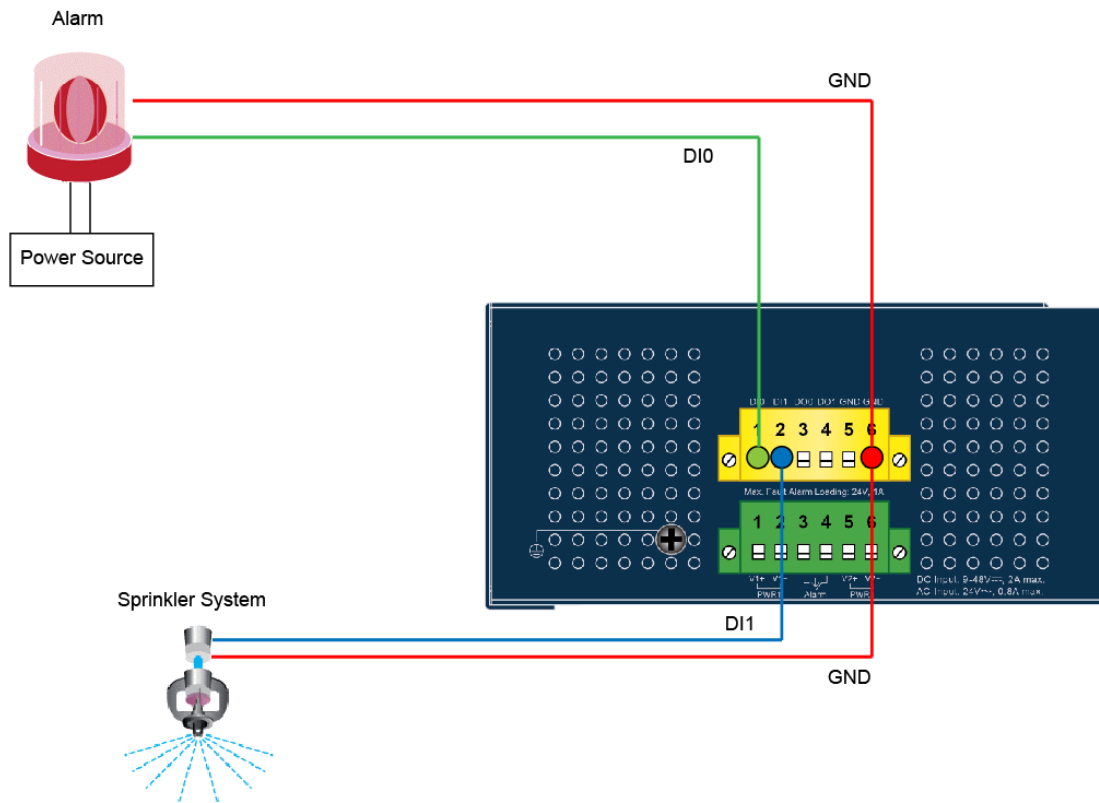 Alarm
GND
DI0
Power Source
DI0 DI1 DO0 DO1 GND GND
1 2 3 4 5 6
Max. Fault Alarm Loading: 24V, 1A
1 2 3 4 5 6
V1+ V1- V2+ V2-
PWR1 Alarm PWR2
DC Input: 9-48V⎓, 2A max.
AC Input: 24V~, 0.8A max.
Sprinkler System
DI1
GND